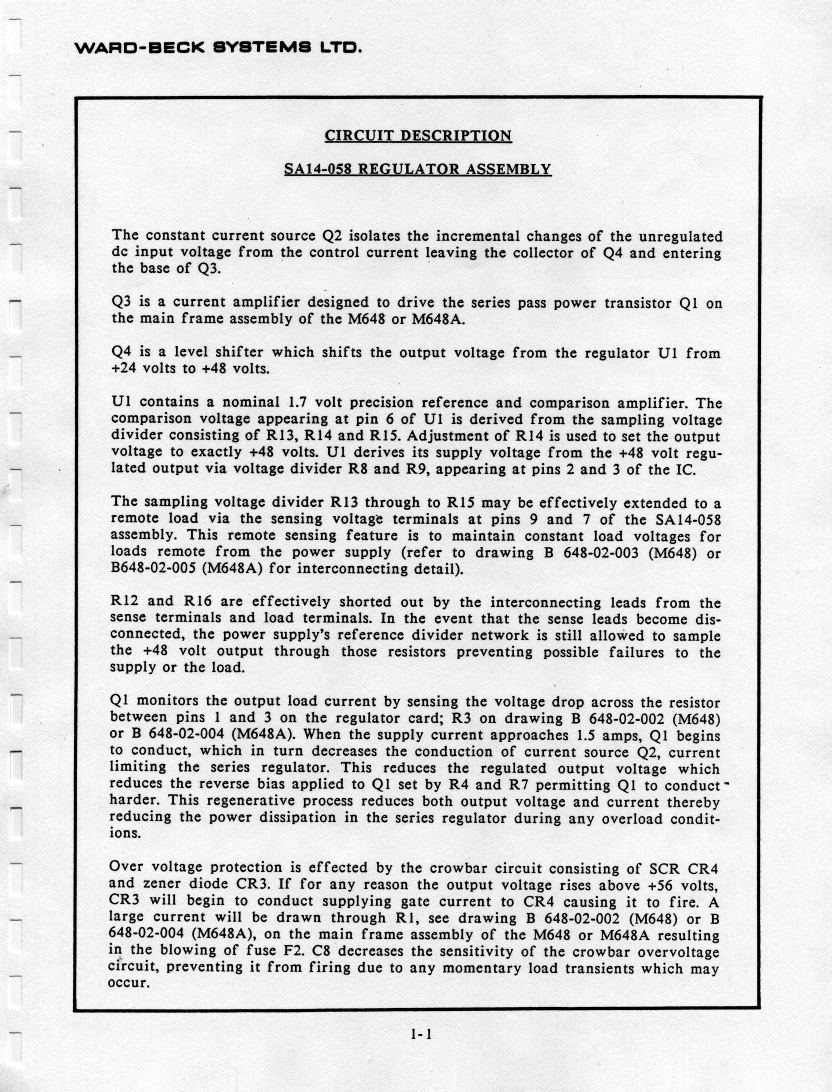 WARD-BECK SYSTEMS LTD.
CIRCUIT DESCRIPTION
SA14-058 REGULATOR ASSEMBLY
The constant current source Q2 isolates the incremental changes of the unregulated
dc input voltage from the control current leaving the collector of Q4 and entering
the base of Q3.
Q3 is a current amplifier designed to drive the series pass power transistor Q1 on
the main frame assembly of the M648 or M648A.
Q4 is a level shifter which shifts the output voltage from the regulator U1 from
+24 volts to +48 volts.
U1 contains a nominal 1.7 volt precision reference and comparison amplifier. The
comparison voltage appearing at pin 6 of U1 is derived from the sampling voltage
divider consisting of R13, R14 and R15. Adjustment of R14 is used to set the output
voltage to exactly +48 volts. U1 derives its supply voltage from the +48 volt regu-
lated output via voltage divider R8 and R9, appearing at pins 2 and 3 of the IC.
The sampling voltage divider R13 through to R15 may be effectively extended to a
remote load via the sensing voltage terminals at pins 9 and 7 of the SA14-058
assembly. This remote sensing feature is to maintain constant load voltages for
loads remote from the power supply (refer to drawing B 648-02-003 (M648) or
B648-02-005 (M648A) for interconnecting detail).
R12 and R16 are effectively shorted out by the interconnecting leads from the
sense terminals and load terminals. In the event that the sense leads become dis-
connected, the power supply's reference divider network is still allowed to sample
the +48 volt output through those resistors preventing possible failures to the
supply or the load.
Q1 monitors the output load current by sensing the voltage drop across the resistor
between pins 1 and 3 on the regulator card; R3 on drawing B 648-02-002 (M648)
or B 648-02-004 (M648A). When the supply current approaches 1.5 amps, Q1 begins
to conduct, which in turn decreases the conduction of current source Q2, current
limiting the series regulator. This reduces the regulated output voltage which
reduces the reverse bias applied to Q1 set by R4 and R7 permitting Q1 to conduct
harder. This regenerative process reduces both output voltage and current thereby
reducing the power dissipation in the series regulator during any overload condit-
ions.
Over voltage protection is effected by the crowbar circuit consisting of SCR CR4
and zener diode CR3. If for any reason the output voltage rises above +56 volts,
CR3 will begin to conduct supplying gate current to CR4 causing it to fire. A
large current will be drawn through R1, see drawing B 648-02-002 (M648) or B
648-02-004 (M648A), on the main frame assembly of the M648 or M648A resulting
in the blowing of fuse F2. C8 decreases the sensitivity of the crowbar overvoltage
circuit, preventing it from firing due to any momentary load transients which may
occur.
1-1